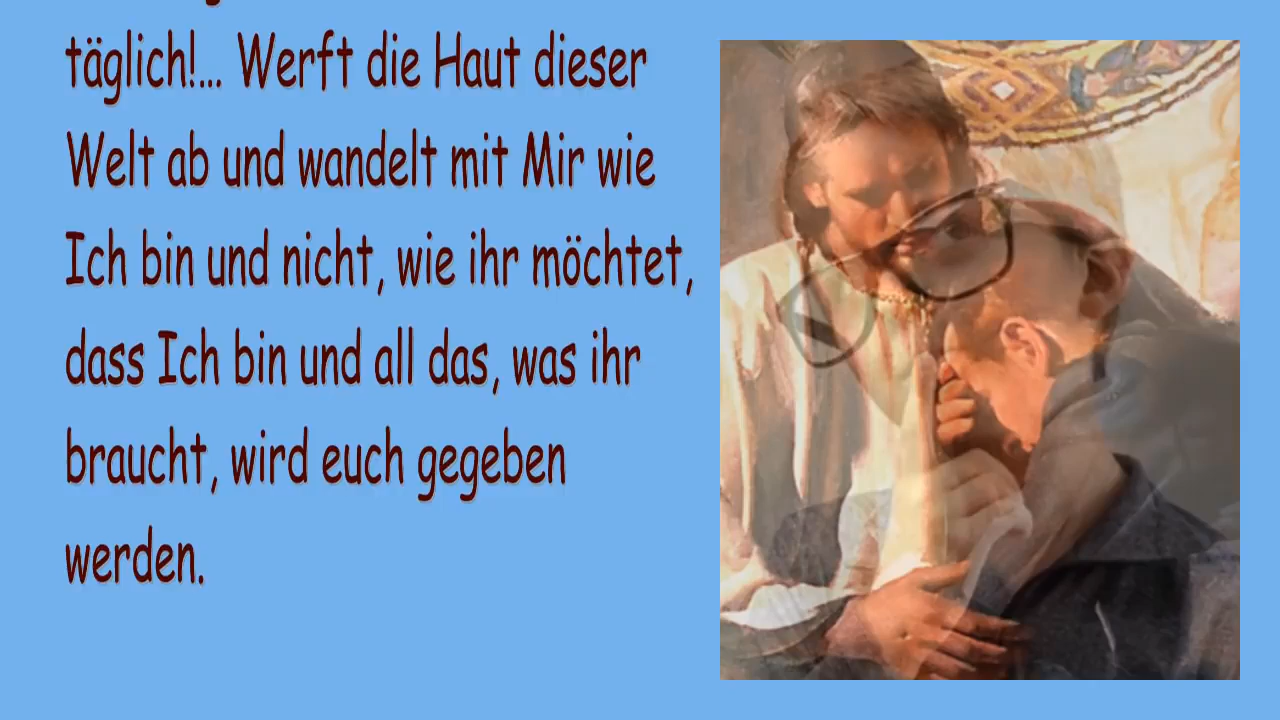 täglich!... Werft die Haut dieser
Welt ab und wandelt mit Mir wie
Ich bin und nicht, wie ihr möchtet,
dass Ich bin und all das, was ihr
braucht, wird euch gegeben
werden.